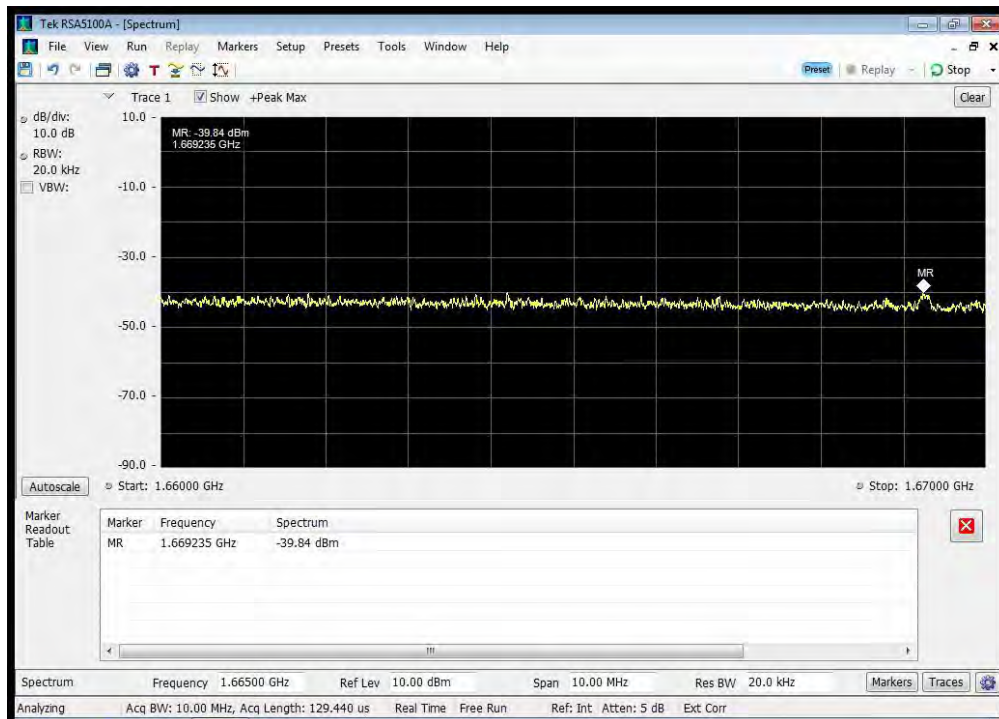 Tek RSA5100A - [Spectrum]
File View Run Replay Markers Setup Presets Tools Window Help
T
Preset Replay Stop
Trace 1 Show +Peak Max Clear
dB/div: 10.0 dB
RBW: 20.0 kHz
VBW:
10.0
-10.0
-30.0
-50.0
-70.0
-90.0
MR: -39.84 dBm
1.669235 GHz
MR
Autoscale Start: 1.66000 GHz Stop: 1.67000 GHz
Marker Readout Table
Marker Frequency Spectrum
MR 1.669235 GHz -39.84 dBm
Spectrum Frequency 1.66500 GHz Ref Lev 10.00 dBm Span 10.00 MHz Res BW 20.0 kHz Markers Traces
Analyzing Acq BW: 10.00 MHz, Acq Length: 129.440 us Real Time Free Run Ref: Int Atten: 5 dB Ext Corr